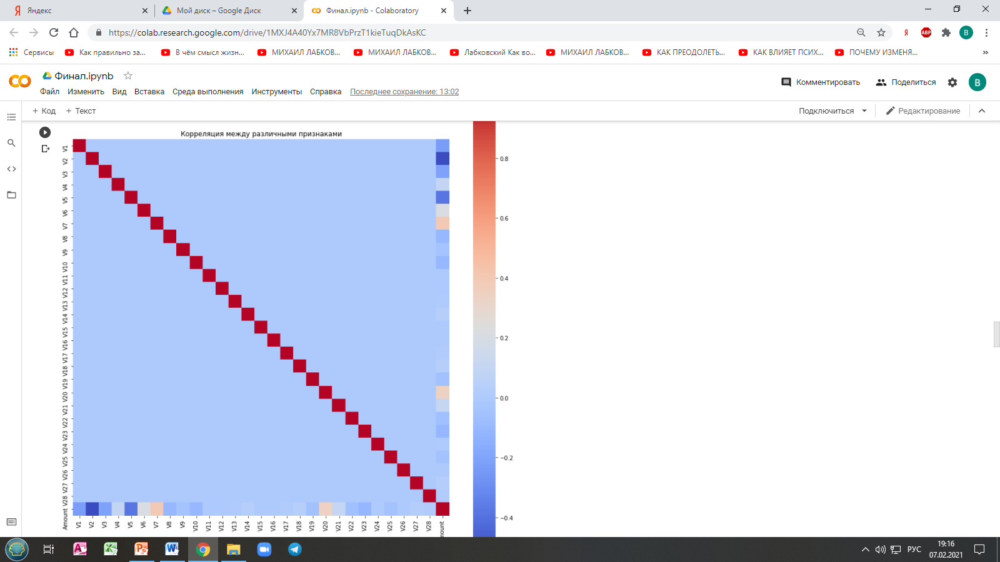 Яндекс
Мой диск – Google Диск
Финал.ipynb - Colaboratory
https://colab.research.google.com/drive/1MXJ4A40Yx7MR8VbPrzT1kieTuqDkAsKC
Я
ABP
B
Сервисы
Как правильно за...
В чём смысл жизн...
МИХАИЛ ЛАБКОВ...
МИХАИЛ ЛАБКОВ...
Лабковский Как во...
МИХАИЛ ЛАБКОВ...
КАК ПРЕОДОЛЕТЬ...
КАК ВЛИЯЕТ ПСИХ...
ПОЧЕМУ ИЗМЕНЯ...
»
Финал.ipynb
Комментировать
Поделиться
B
Файл Изменить Вид Вставка Среда выполнения Инструменты Справка Последнее сохранение: 13:02
+ Код + Текст
Подключиться
Редактирование
Корреляция между различными признаками
V1
V2
V3
V4
V5
V6
V7
V8
V9
V10
V11
V12
V13
V14
V15
V16
V17
V18
V19
V20
V21
V22
V23
V24
V25
V26
V27
V28
Amount
V1 V2 V3 V4 V5 V6 V7 V8 V9 V10 V11 V12 V13 V14 V15 V16 V17 V18 V19 V20 V21 V22 V23 V24 V25 V26 V27 V28 mount
0.8
0.6
0.4
0.2
0.0
−0.2
−0.4
РУС
19:16
07.02.2021